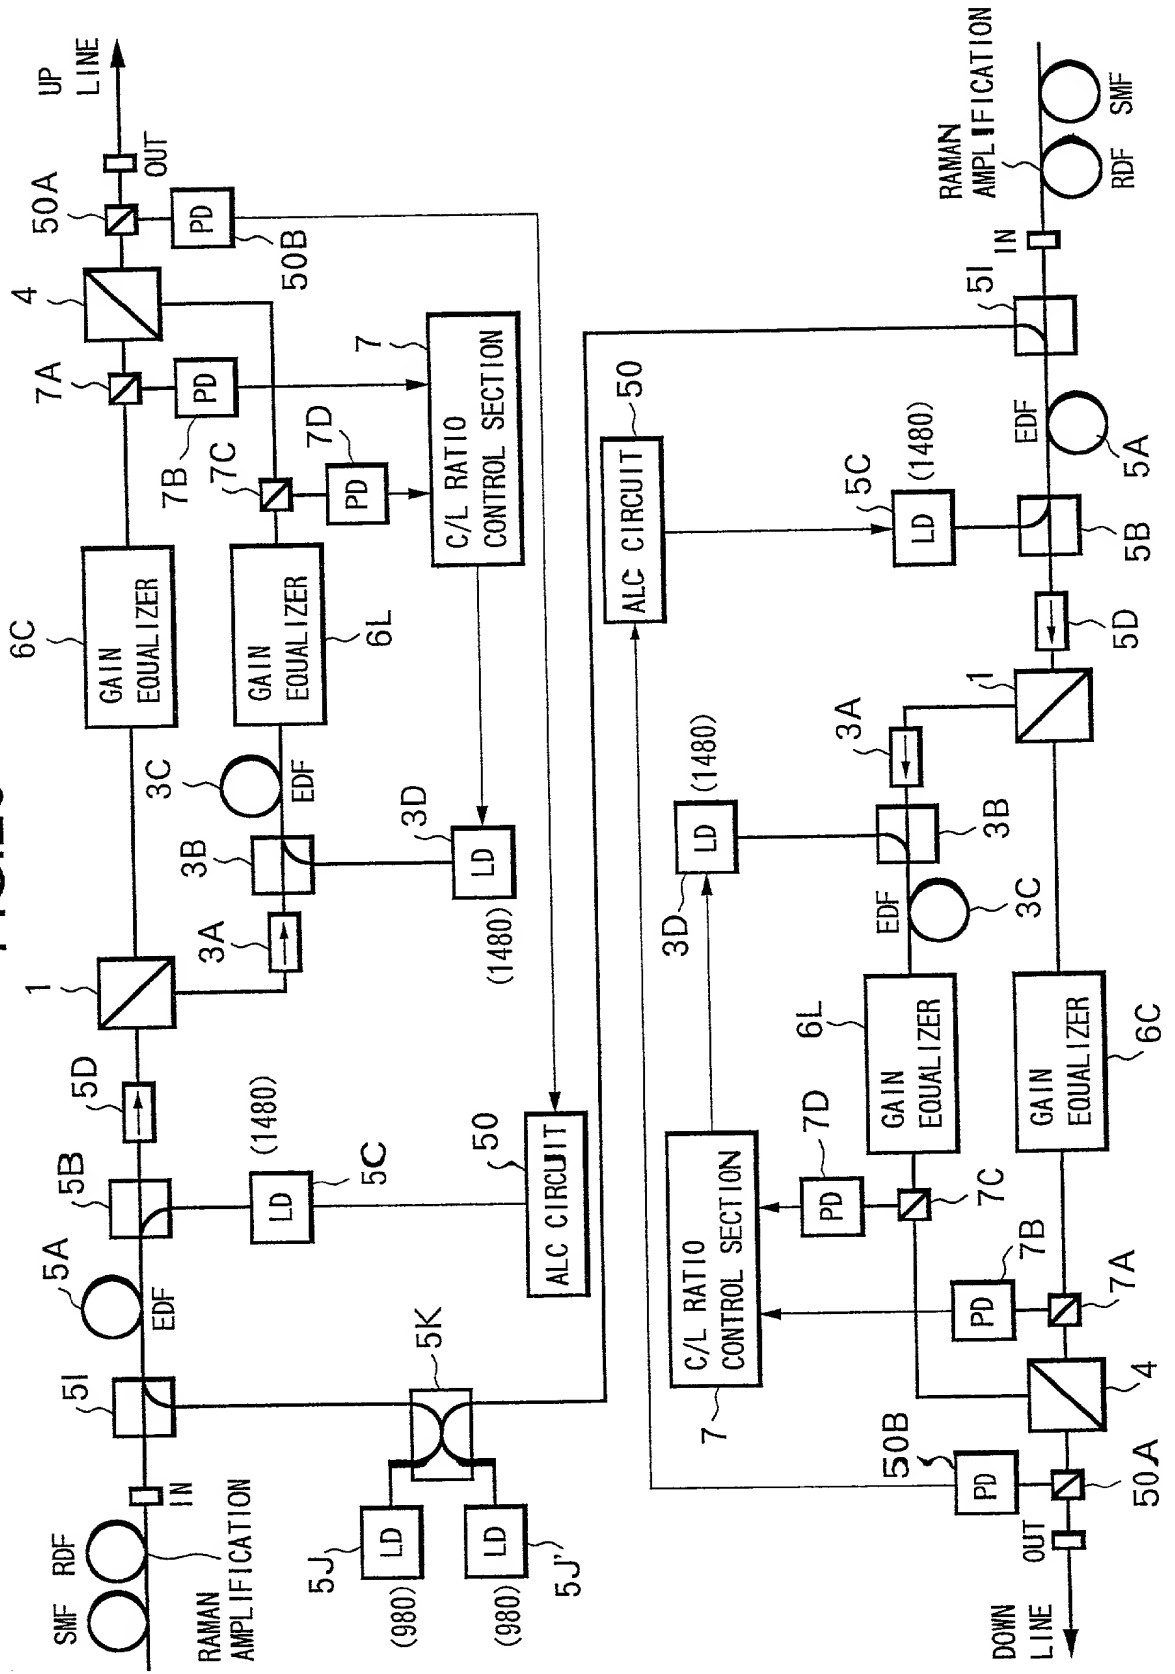 UP
LINE
OUT
50A
PD
50B
4
7A
PD
7B
7
C/L RATIO
CONTROL SECTION
7C
7D
PD
6C
GAIN
EQUALIZER
GAIN
EQUALIZER
6L
3C
EDF
3B
3D
LD
(1480)
3A
1
5D
5B
(1480)
LD
5C
50
ALC CIRCUIT
5A
EDF
5I
5K
IN
SMF
RDF
RAMAN
AMPLIFICATION
5J
LD
(980)
LD
5J'
(980)
RAMAN
AMPLIFICATION
SMF
RDF
IN
5I
EDF
5A
50
ALC CIRCUIT
5C
(1480)
LD
5B
5D
1
3A
(1480)
LD
3D
3B
EDF
3C
6L
GAIN
EQUALIZER
GAIN
EQUALIZER
6C
7D
PD
7C
C/L RATIO
CONTROL SECTION
7
7B
PD
7A
4
50B
PD
50A
OUT
DOWN
LINE